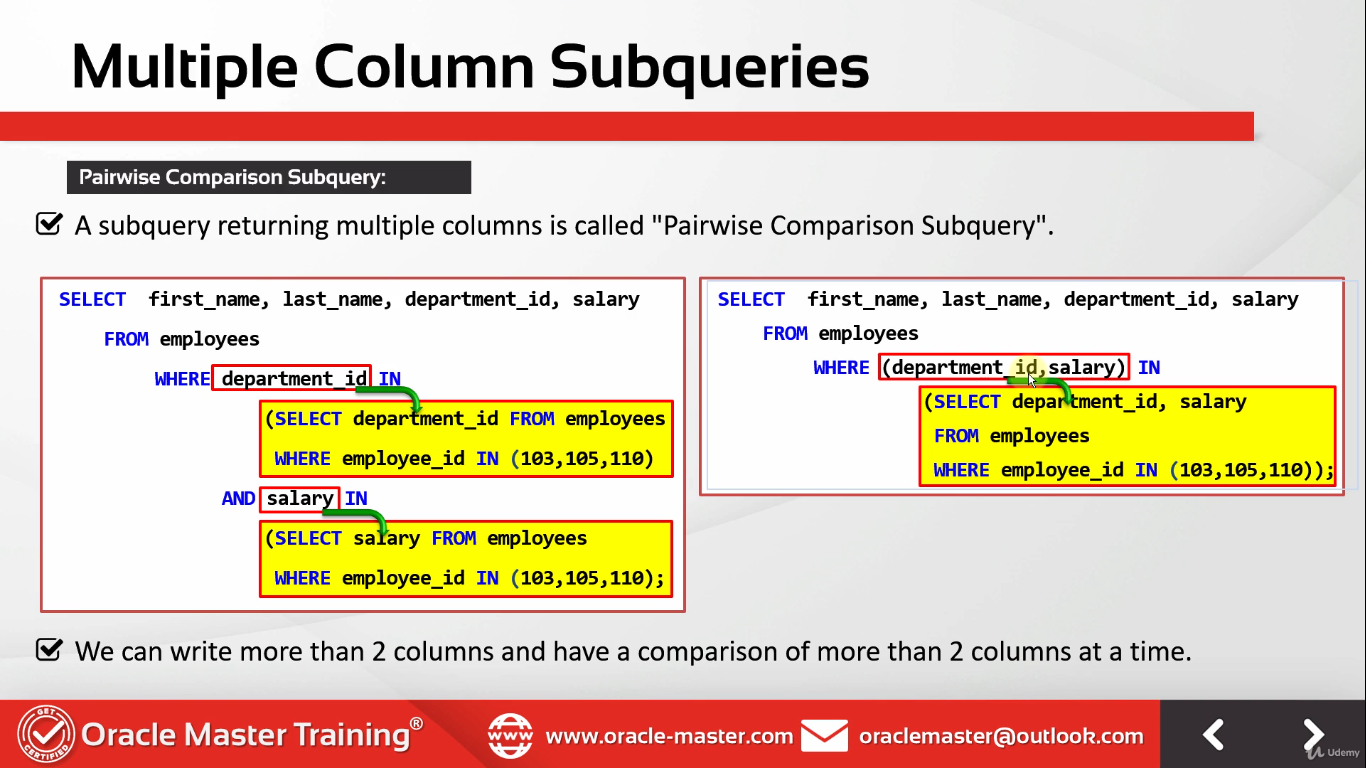 Multiple Column Subqueries
Pairwise Comparison Subquery:
A subquery returning multiple columns is called "Pairwise Comparison Subquery".
SELECT first_name, last_name, department_id, salary
FROM employees
WHERE department_id IN
(SELECT department_id FROM employees
WHERE employee_id IN (103,105,110)
AND salary IN
(SELECT salary FROM employees
WHERE employee_id IN (103,105,110);
SELECT first_name, last_name, department_id, salary
FROM employees
WHERE (department_id,salary) IN
(SELECT department_id, salary
FROM employees
WHERE employee_id IN (103,105,110));
We can write more than 2 columns and have a comparison of more than 2 columns at a time.
GET
CERTIFIED
Oracle Master Training®
www
www.oracle-master.com
oraclemaster@outlook.com
Udemy